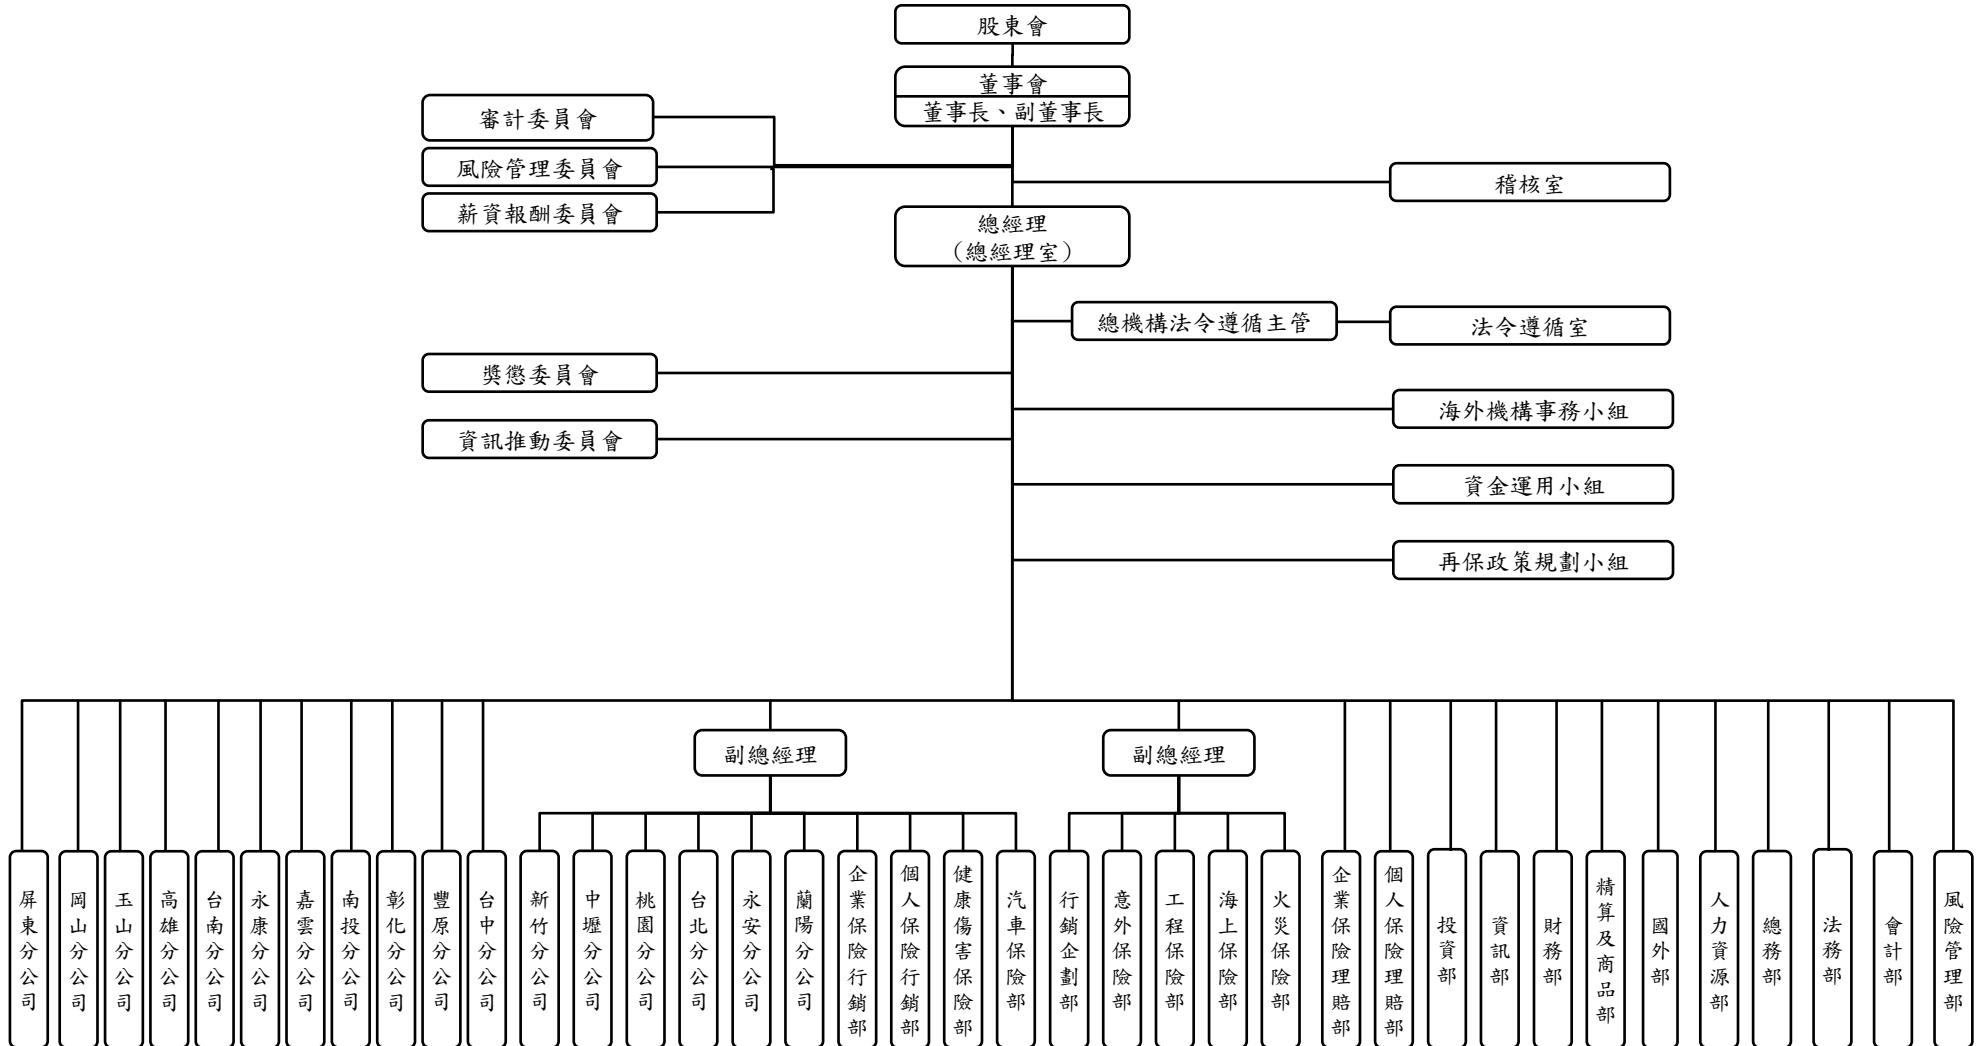 股東會
董事會
董事長、副董事長
審計委員會
風險管理委員會
薪資報酬委員會
稽核室
總經理
(總經理室)
總機構法令遵循主管
法令遵循室
獎懲委員會
資訊推動委員會
海外機構事務小組
資金運用小組
再保政策規劃小組
副總經理
副總經理
屏東分公司
岡山分公司
玉山分公司
高雄分公司
台南分公司
永康分公司
嘉雲分公司
南投分公司
彰化分公司
豐原分公司
台中分公司
新竹分公司
中壢分公司
桃園分公司
台北分公司
永安分公司
蘭陽分公司
企業保險行銷部
個人保險行銷部
健康傷害保險部
汽車保險部
行銷企劃部
意外保險部
工程保險部
海上保險部
火災保險部
企業保險理賠部
個人保險理賠部
投資部
資訊部
財務部
精算及商品部
國外部
人力資源部
總務部
法務部
會計部
風險管理部